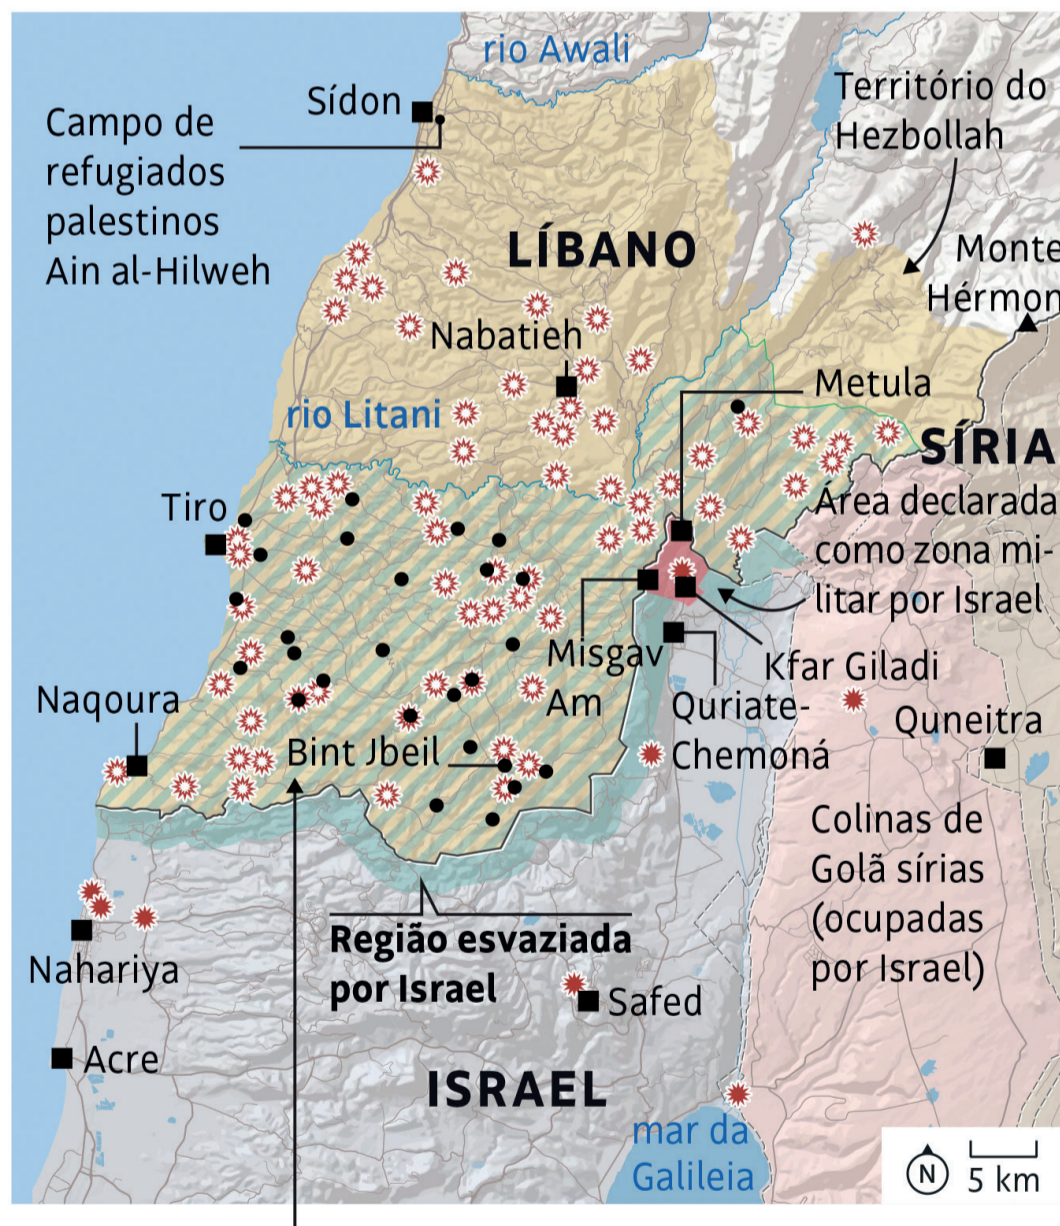 rio Awali
Sídon
Campo de
refugiados
palestinos
Ain al-Hilweh
Território do
Hezbollah
LÍBANO
Monte
Hérmon
Nabatieh
Metula
rio Litani
SÍRIA
Tiro
Área declarada
como zona mi-
litar por Israel
Misgav
Am
Kfar Giladi
Naqoura
Quriate-
Chemoná
Quneitra
Bint Jbeil
Colinas de
Golã sírias
(ocupadas
por Israel)
Região esvaziada
por Israel
Nahariya
Safed
Acre
ISRAEL
mar da
Galileia
N
5 km